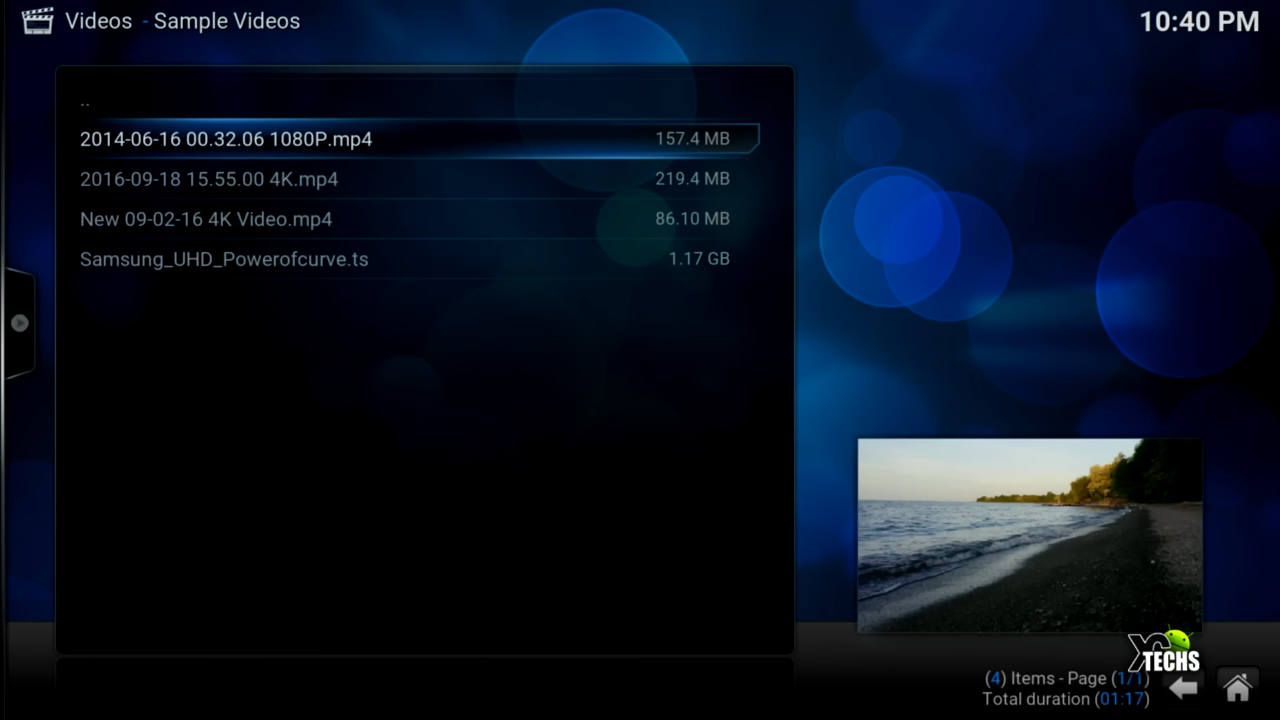 Videos - Sample Videos
10:40 PM
..
2014-06-16 00.32.06 1080P.mp4 157.4 MB
2016-09-18 15.55.00 4K.mp4 219.4 MB
New 09-02-16 4K Video.mp4 86.10 MB
Samsung_UHD_Powerofcurve.ts 1.17 GB
TECHS
(4) Items - Page (1/1)
Total duration (01:17)